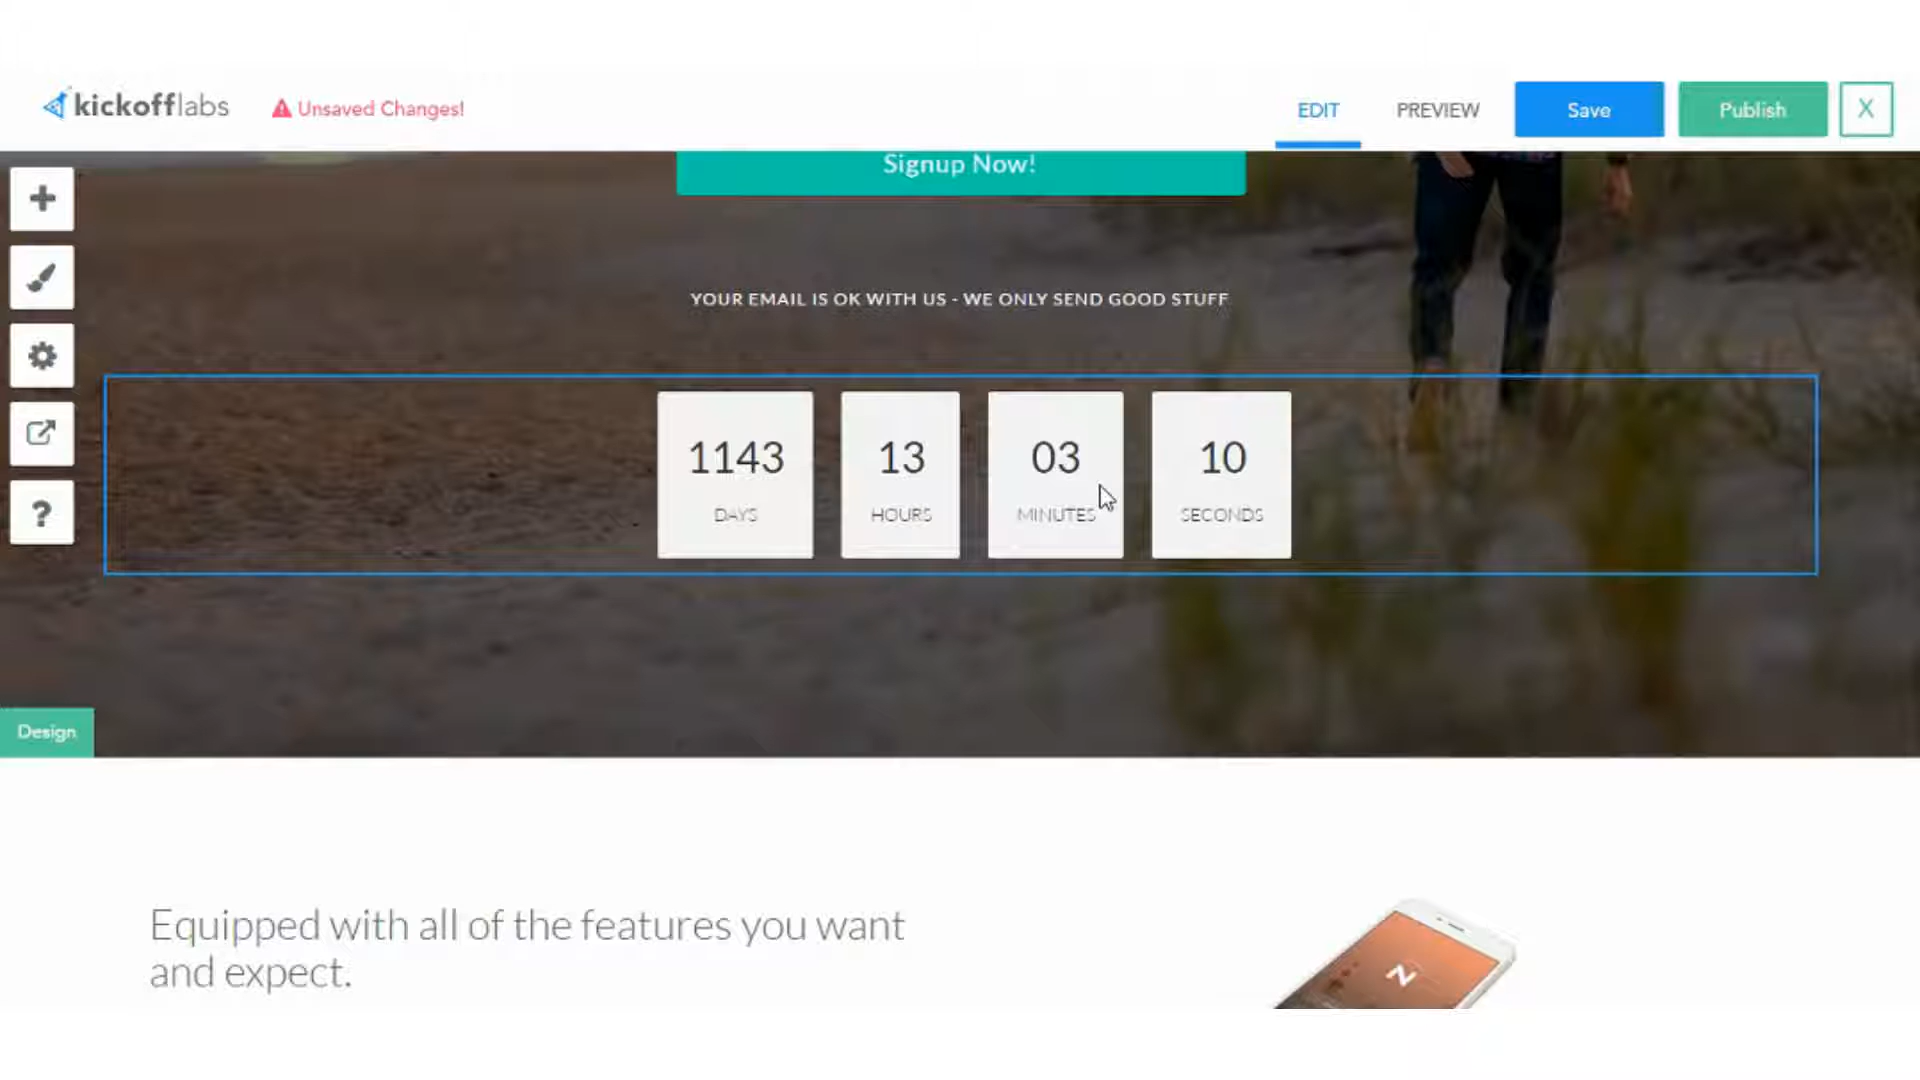 kickofflabs
Unsaved Changes!
EDIT
PREVIEW
Save
Publish
X
Signup Now!
YOUR EMAIL IS OK WITH US - WE ONLY SEND GOOD STUFF
1143
13
03
10
DAYS
HOURS
MINUTES
SECONDS
?
Design
Equipped with all of the features you want
and expect.
N